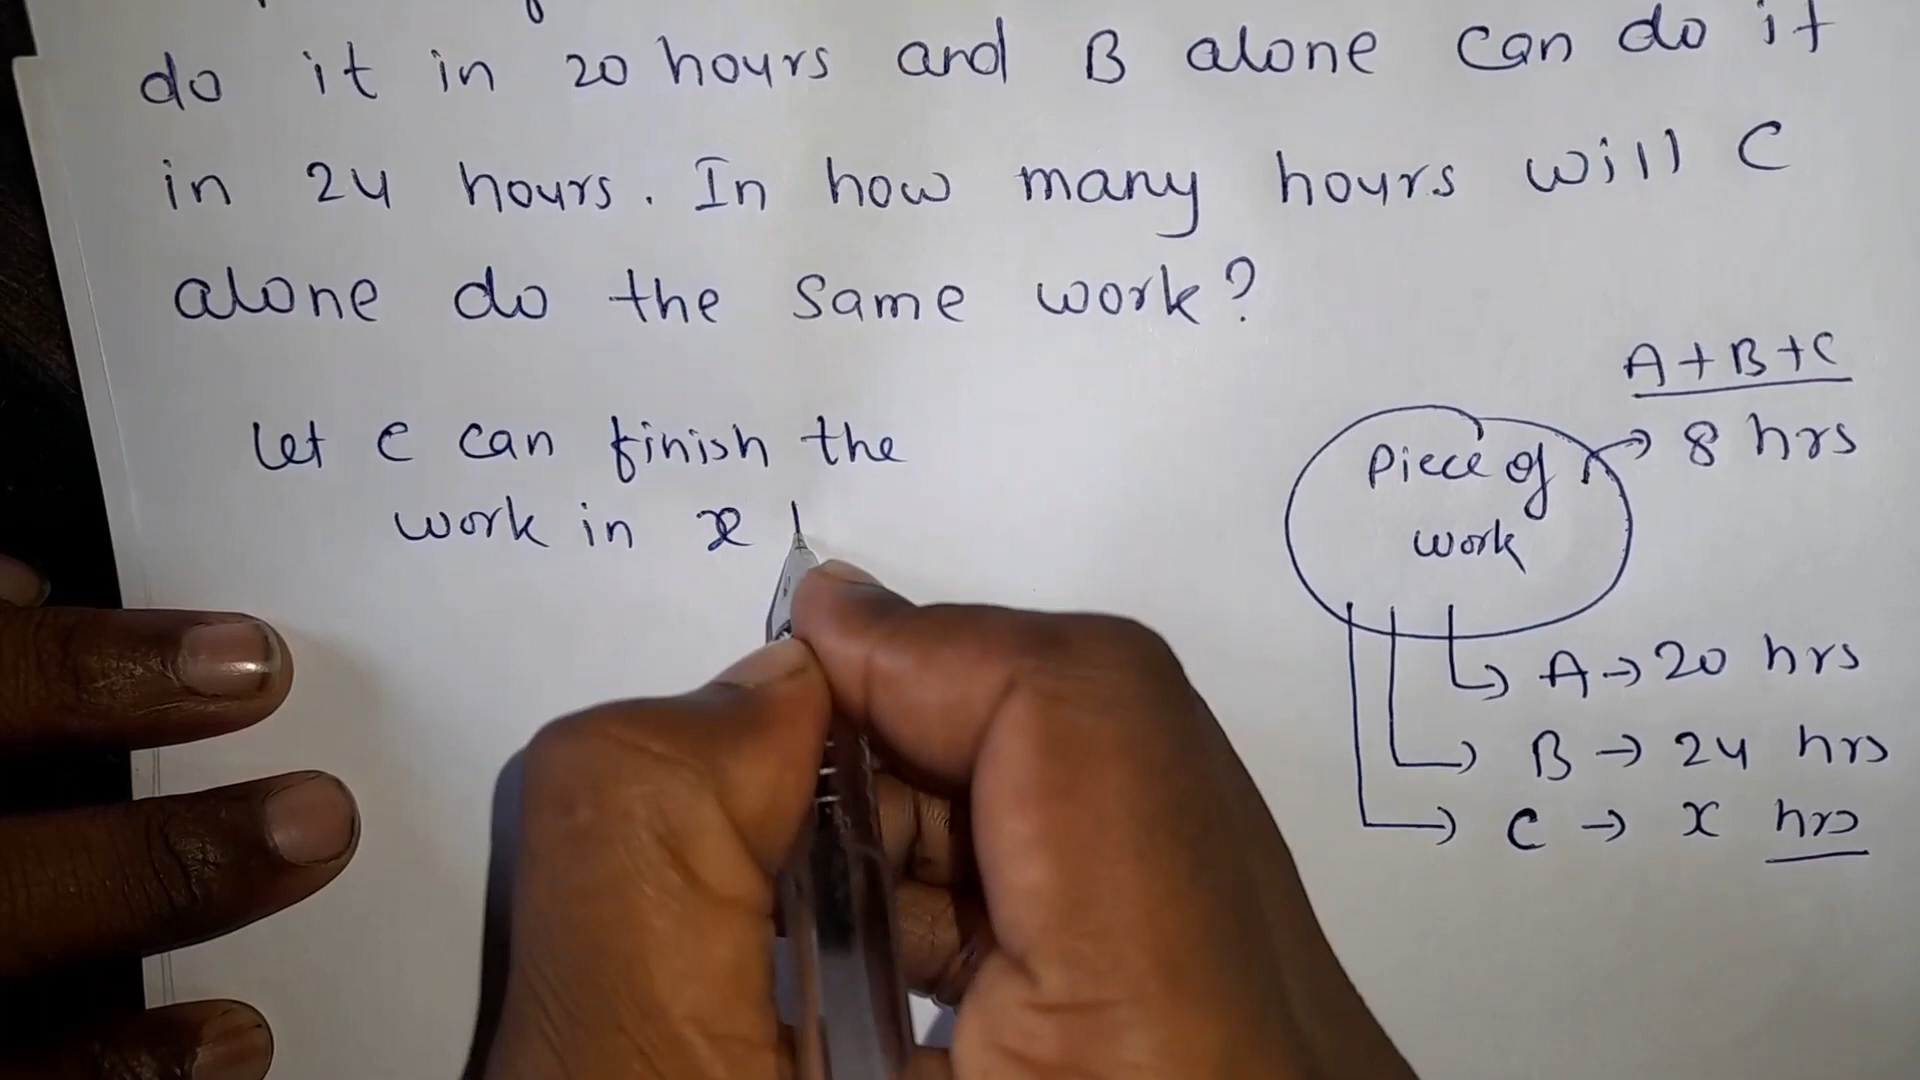 do it in 20 hours and B alone can do it
in 24 hours. In how many hours will C
alone do the same work?
A+B+C
Let C can finish the
work in x
Piece of
work
→ 8 hrs
A → 20 hrs
B → 24 hrs
C → x hrs